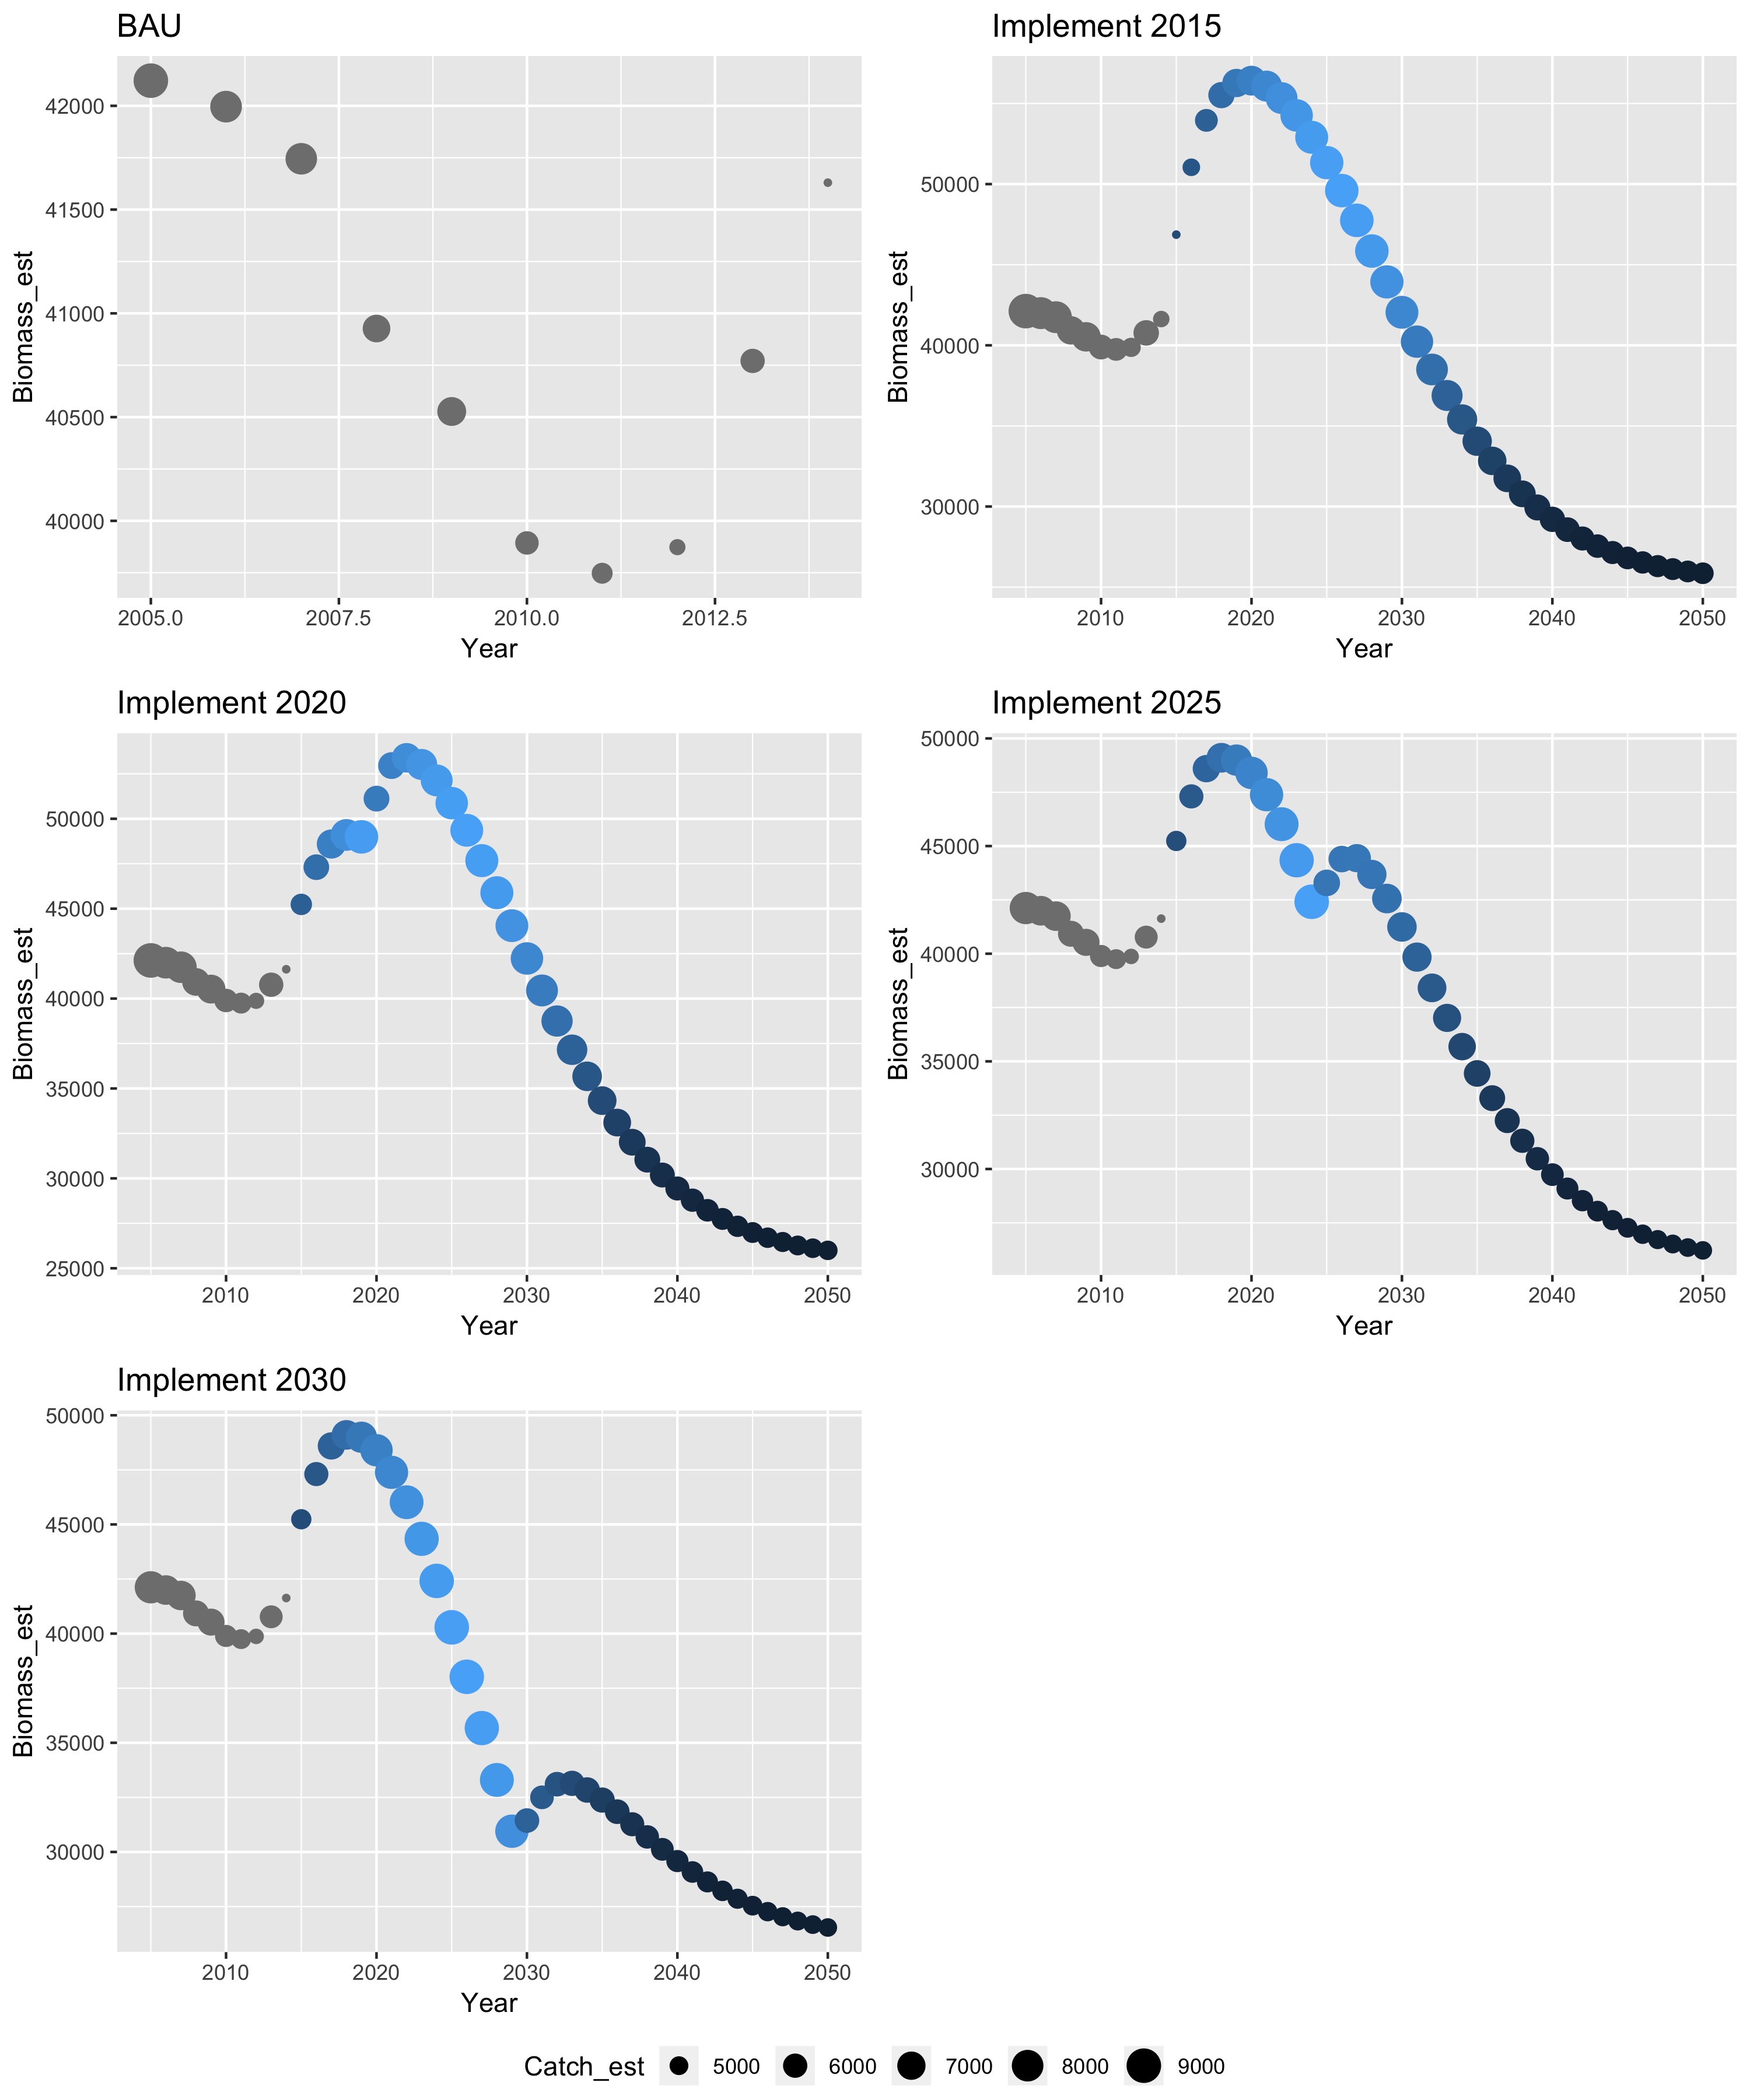 BAU
Biomass_est
42000
41500
41000
40500
40000
2005.0 2007.5 2010.0 2012.5
Year
Implement 2015
Biomass_est
50000
40000
30000
2010 2020 2030 2040 2050
Year
Implement 2020
Biomass_est
50000
45000
40000
35000
30000
25000
2010 2020 2030 2040 2050
Year
Implement 2025
Biomass_est
50000
45000
40000
35000
30000
2010 2020 2030 2040 2050
Year
Implement 2030
Biomass_est
50000
45000
40000
35000
30000
2010 2020 2030 2040 2050
Year
Catch_est 5000 6000 7000 8000 9000